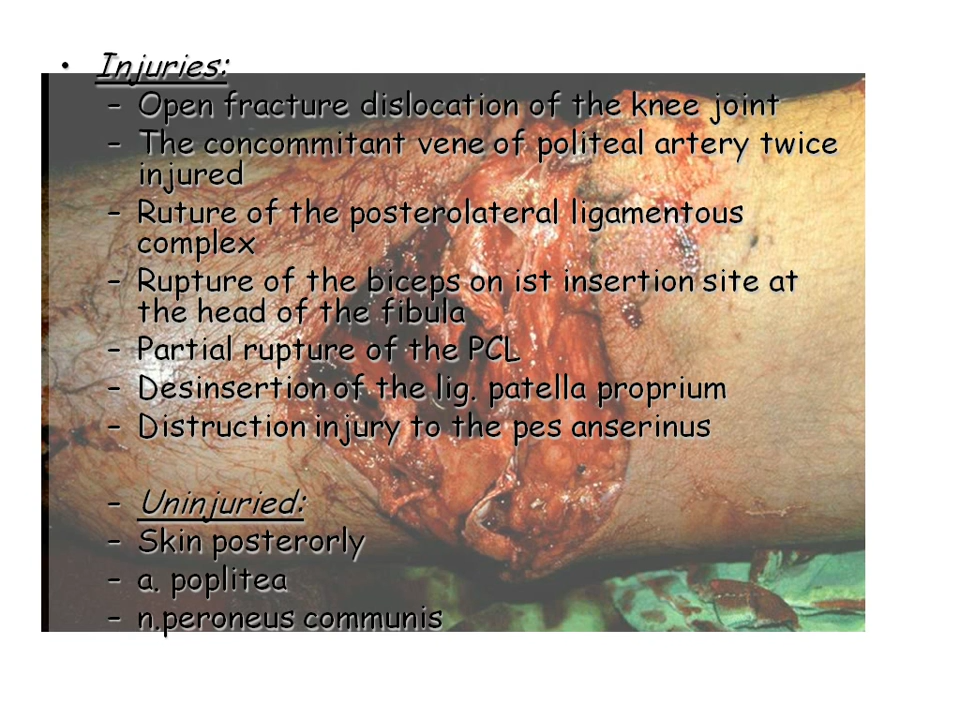 • Injuries:
– Open fracture dislocation of the knee joint
– The concommitant vene of politeal artery twice
injured
– Ruture of the posterolateral ligamentous
complex
– Rupture of the biceps on ist insertion site at
the head of the fibula
– Partial rupture of the PCL
– Desinsertion of the lig. patella proprium
– Distruction injury to the pes anserinus
– Uninjuried:
– Skin posterorly
– a. poplitea
– n.peroneus communis